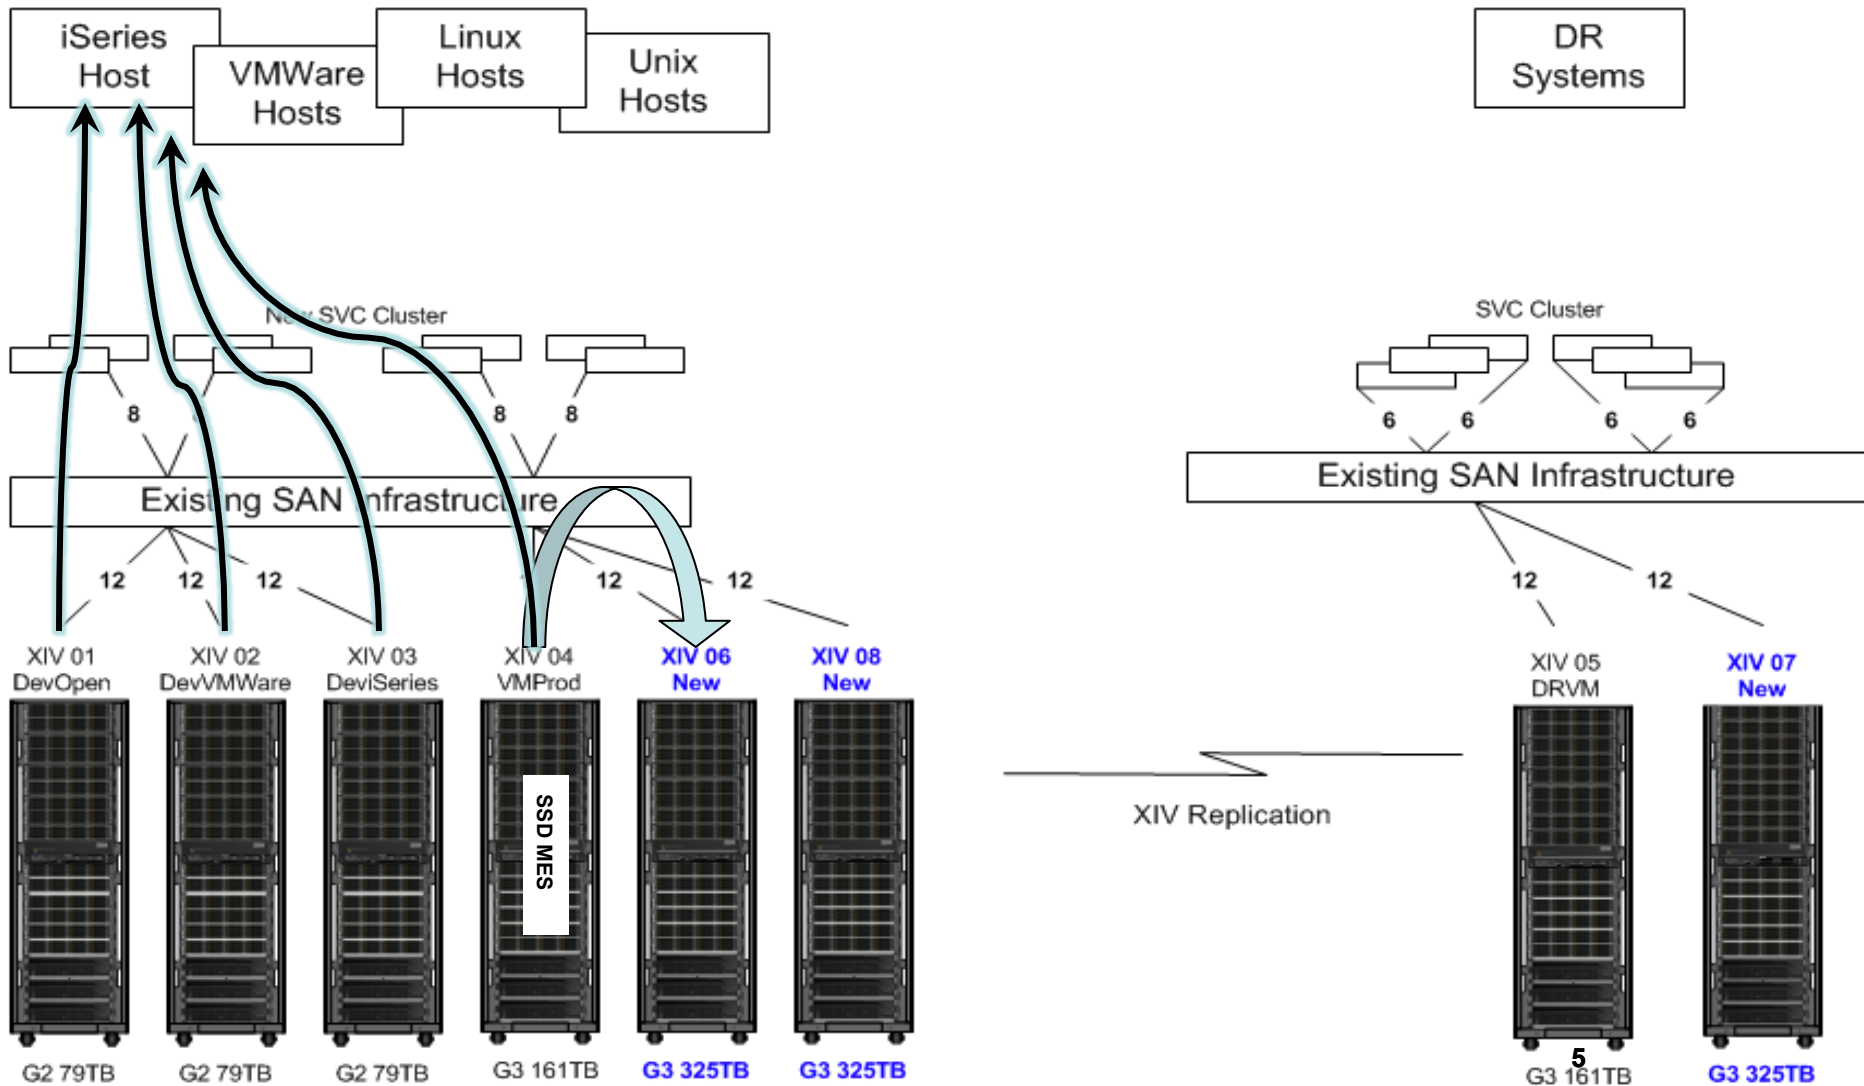 iSeries
Host
VMWare
Hosts
Linux
Hosts
Unix
Hosts
DR
Systems
SVC Cluster
SVC Cluster
8
8
8
6
6
6
6
Existing SAN Infrastructure
Existing SAN Infrastructure
12
12
12
12
12
12
12
XIV 01
DevOpen
XIV 02
DevVMWare
XIV 03
DeviSeries
XIV 04
VMProd
XIV 06
New
XIV 08
New
XIV 05
DRVM
XIV 07
New
SSD MES
XIV Replication
G2 79TB
G2 79TB
G2 79TB
G3 161TB
G3 325TB
G3 325TB
5
G3 161TB
G3 325TB